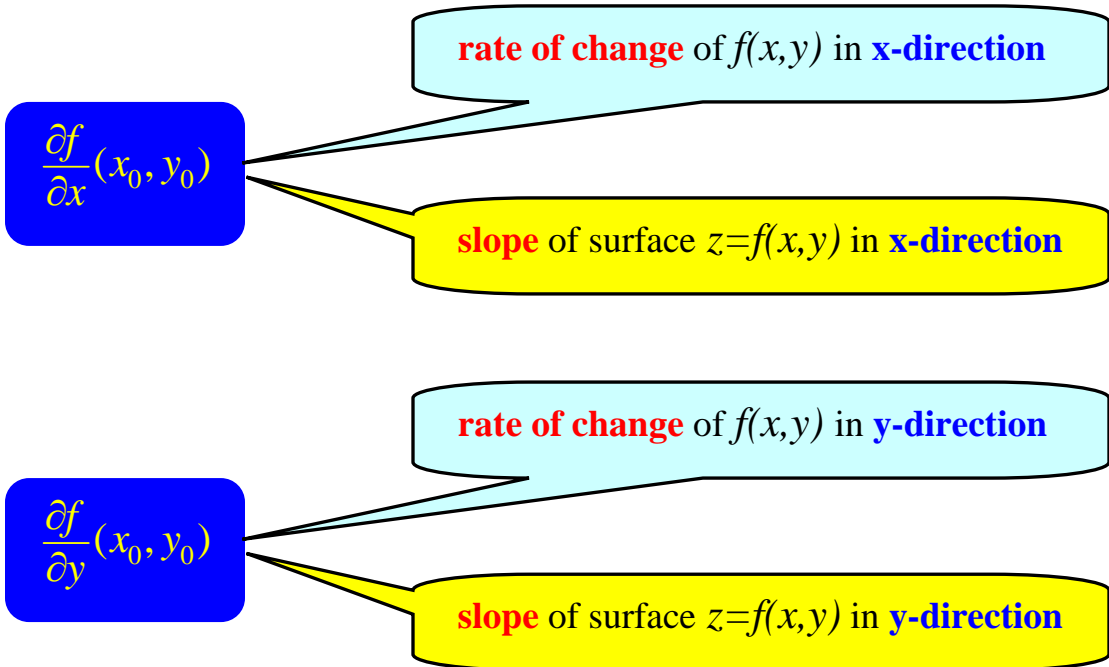 rate of change of f(x,y) in x-direction
∂f/∂x (x₀, y₀)
slope of surface z=f(x,y) in x-direction
rate of change of f(x,y) in y-direction
∂f/∂y (x₀, y₀)
slope of surface z=f(x,y) in y-direction